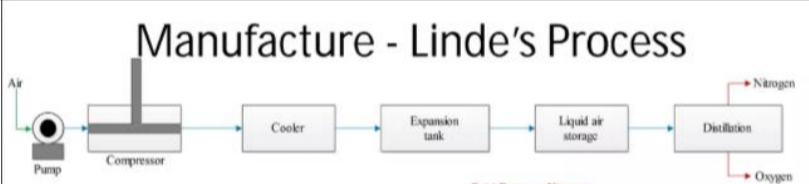 Manufacture - Linde's Process
Air
Pump
Compressor
Cooler
Expansion
tank
Liquid air
storage
Distillation
Nitrogen
Oxygen